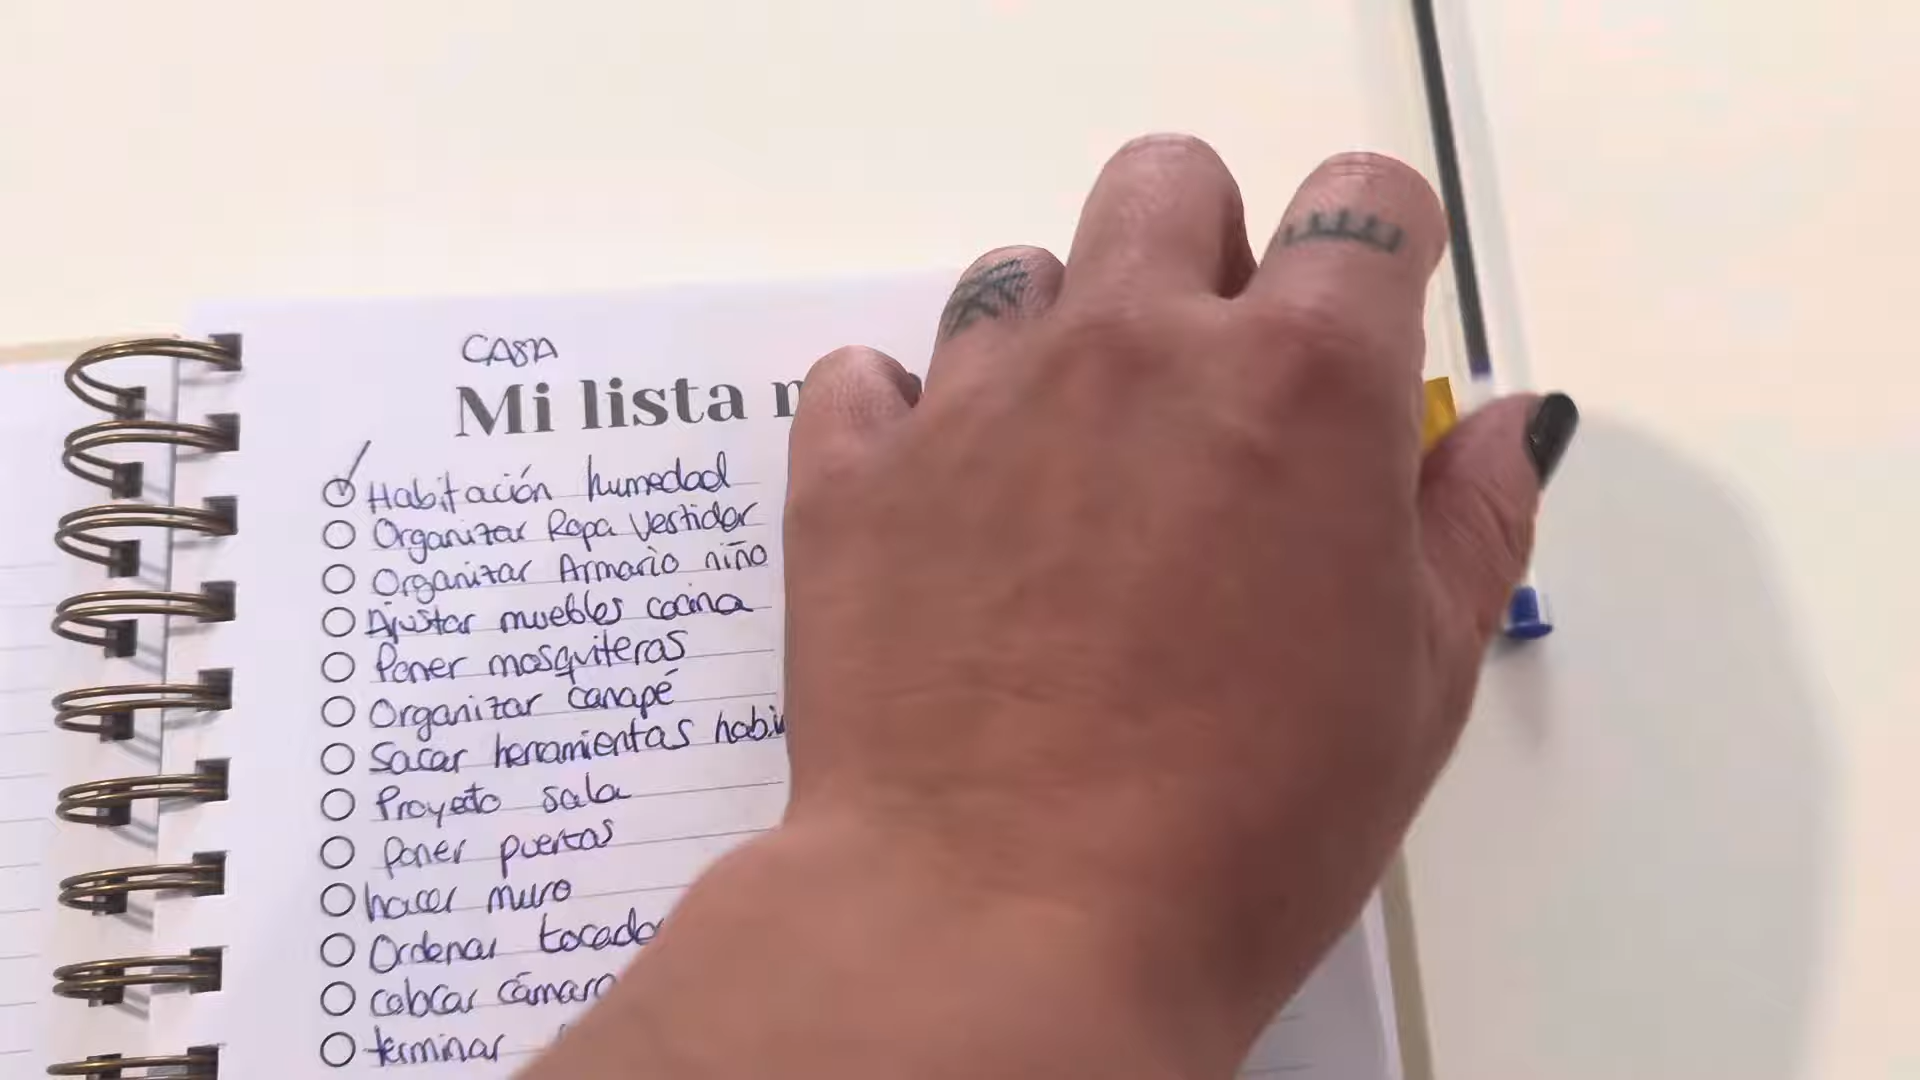 CASA
Mi lista
Habitación humedad
Organizar Ropa Vestidor
Organizar Armario niño
Ajustar muebles cocina
Poner mosquiteras
Organizar Canapé
Sacar herramientas
Proyecto sala
Poner puertas
hacer muro
Ordenar
colocar
terminar